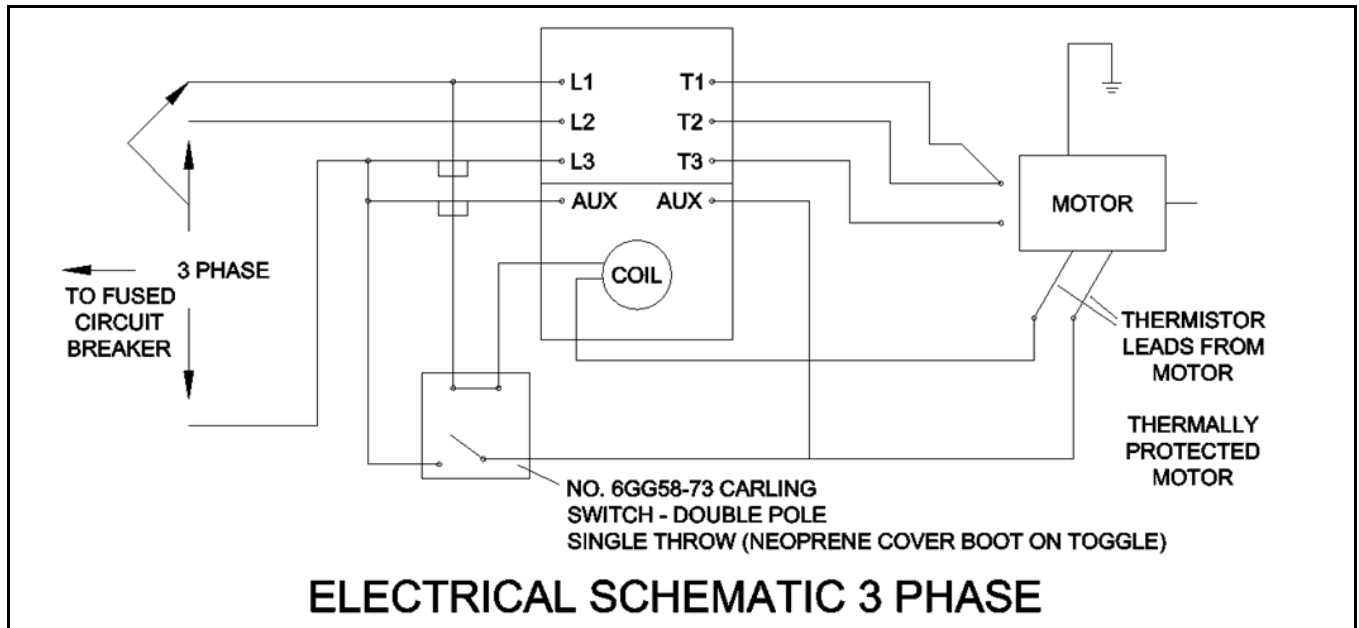 L1
T1
L2
T2
L3
T3
AUX
AUX
COIL
MOTOR
3 PHASE
TO FUSED
CIRCUIT
BREAKER
THERMISTOR
LEADS FROM
MOTOR
THERMALLY
PROTECTED
MOTOR
NO. 6GG58-73 CARLING
SWITCH - DOUBLE POLE
SINGLE THROW (NEOPRENE COVER BOOT ON TOGGLE)
ELECTRICAL SCHEMATIC 3 PHASE